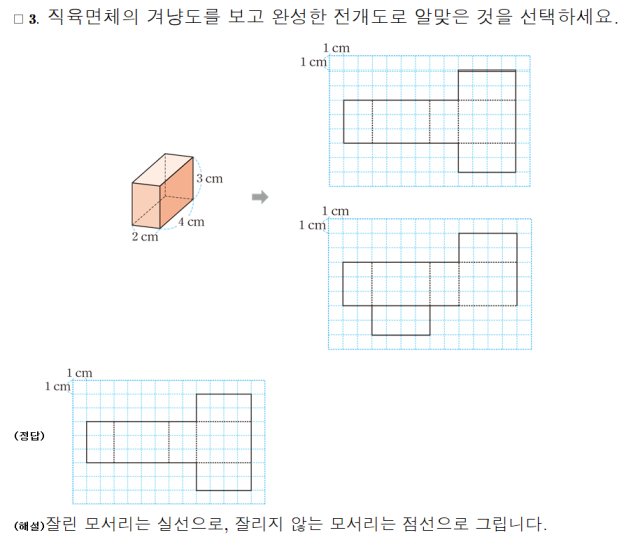 □ 3. 직육면체의 겨냥도를 보고 완성한 전개도로 알맞은 것을 선택하세요.
1 cm
1 cm
3 cm
4 cm
2 cm
1 cm
1 cm
1 cm
1 cm
(정답)
(해설)잘린 모서리는 실선으로, 잘리지 않는 모서리는 점선으로 그립니다.